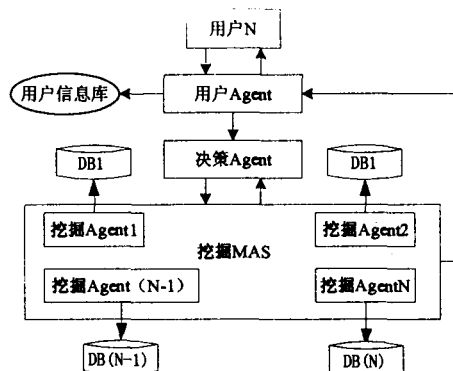 用户N
用户信息库
用户Agent
决策Agent
DB1
DB1
挖掘Agent1
挖掘Agent2
挖掘MAS
挖掘Agent（N-1）
挖掘AgentN
DB(N-1)
DB(N)